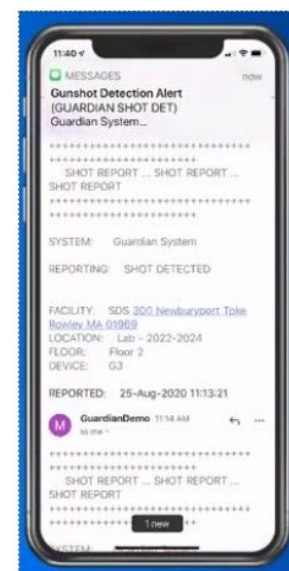 11:40
MESSAGES now
Gunshot Detection Alert
(GUARDIAN SHOT DET)
Guardian System...
++++++++++++++++++++++++++++++
++++++++++++++++++++++
SHOT REPORT ... SHOT REPORT ...
SHOT REPORT
++++++++++++++++++++++++++++++
++++++++++++++++++++++
SYSTEM: Guardian System
REPORTING: SHOT DETECTED
FACILITY: SDS 300 Newburyport Tpke
Rowley MA 01969
LOCATION: Lab - 2022-2024
FLOOR: Floor 2
DEVICE: G3
REPORTED: 25-Aug-2020 11:13:21
M GuardianDemo 11:14 AM
to me
++++++++++++++++++++++++++++++
++++++++++++++++++++++
SHOT REPORT ... SHOT REPORT ...
SHOT REPORT
++++++++++++++++++++++++++++++
1 new